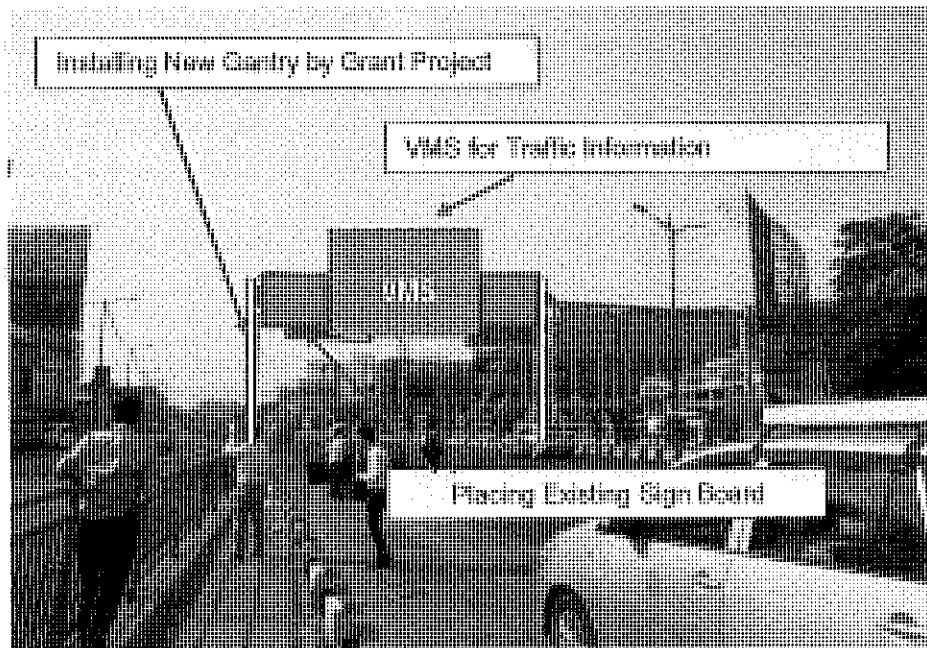 Installing New Gantry by Grant Project
VMS for Traffic Information
VMS
Placing Existing Sign Board